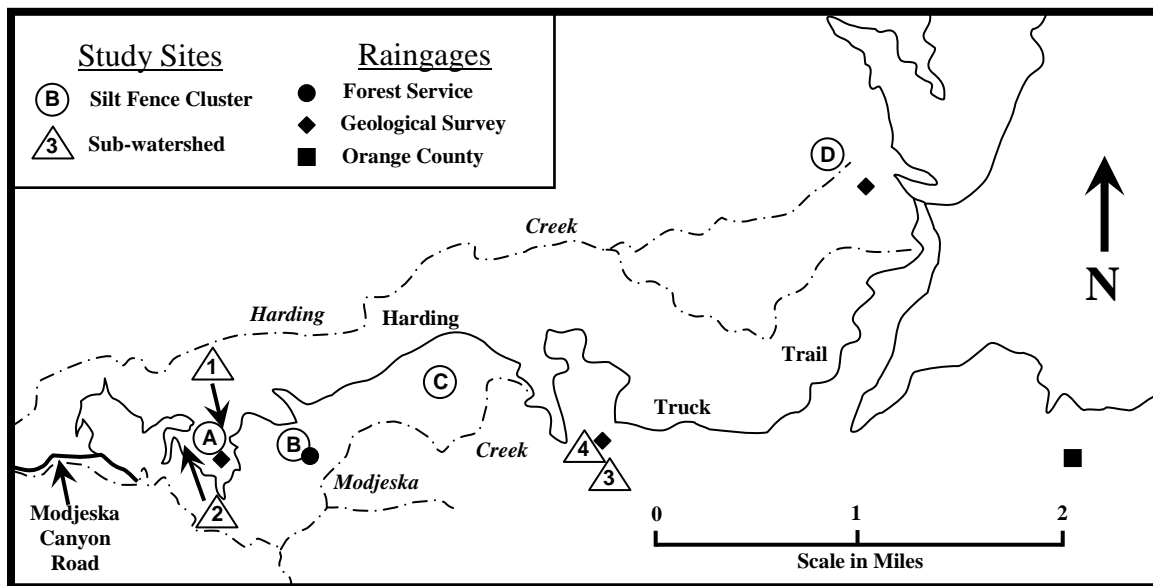 Study Sites
B Silt Fence Cluster
3 Sub-watershed
Raingages
Forest Service
Geological Survey
Orange County
D
N
Creek
Harding
Harding
Trail
1
C
Truck
A
B
Creek
4
3
Modjeska
2
Modjeska
Canyon
Road
0 1 2
Scale in Miles